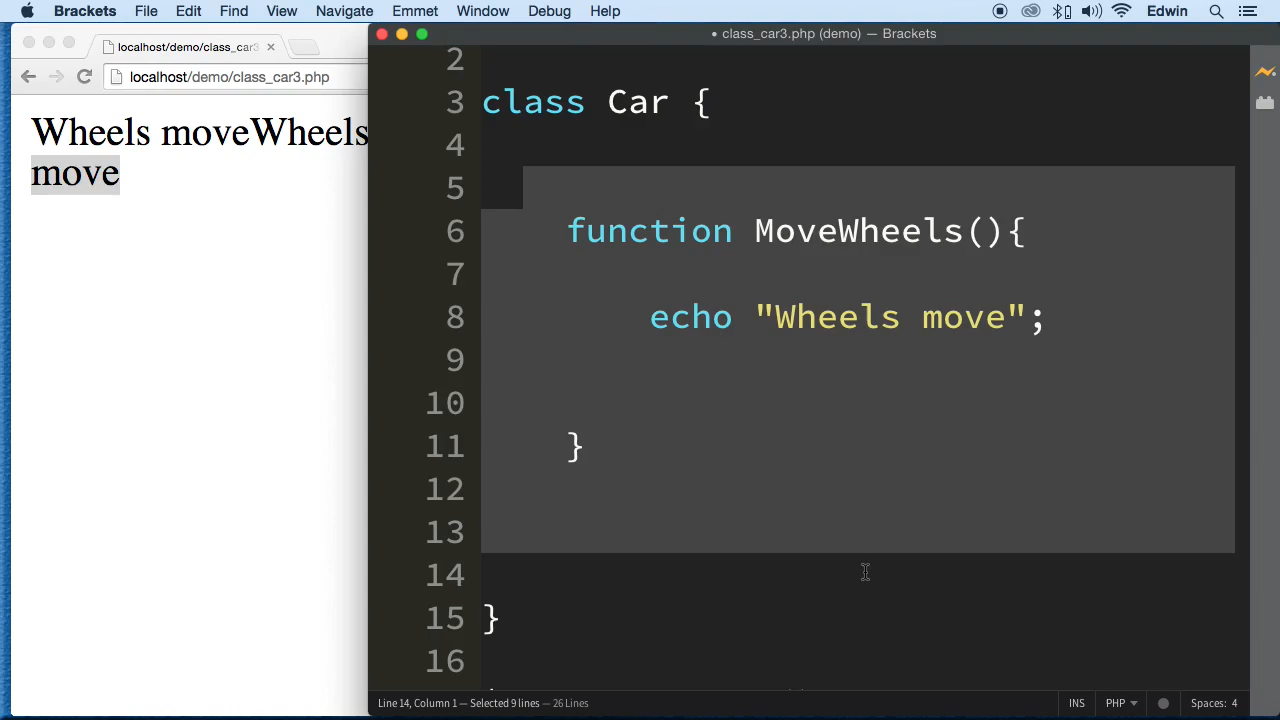 Brackets File Edit Find View Navigate Emmet Window Debug Help Edwin
localhost/demo/class_car3
localhost/demo/class_car3.php
Wheels moveWheels
move
• class_car3.php (demo) — Brackets
2
3 class Car {
4
5
6 function MoveWheels(){
7
8 echo "Wheels move";
9
10
11 }
12
13
14
15 }
16
Line 14, Column 1 — Selected 9 lines — 26 Lines INS PHP Spaces: 4